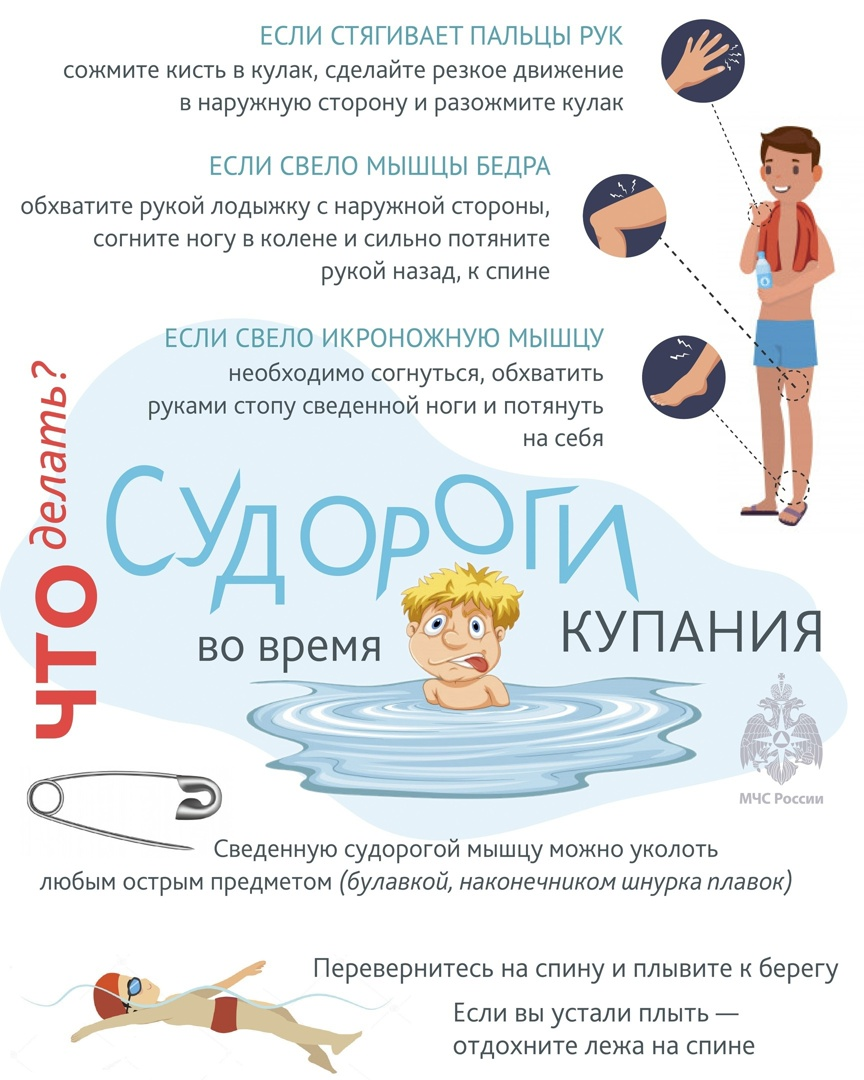 ЕСЛИ СТЯГИВАЕТ ПАЛЬЦЫ РУК
сожмите кисть в кулак, сделайте резкое движение
в наружную сторону и разожмите кулак
ЕСЛИ СВЕЛО МЫШЦЫ БЕДРА
обхватите рукой лодыжку с наружной стороны,
согните ногу в колене и сильно потяните
рукой назад, к спине
ЕСЛИ СВЕЛО ИКРОНОЖНУЮ МЫШЦУ
необходимо согнуться, обхватить
руками стопу сведенной ноги и потянуть
на себя
ЧТО делать?
СУДОРОГИ
во время КУПАНИЯ
МЧС России
Сведенную судорогой мышцу можно уколоть
любым острым предметом (булавкой, наконечником шнурка плавок)
Перевернитесь на спину и плывите к берегу
Если вы устали плыть —
отдохните лежа на спине